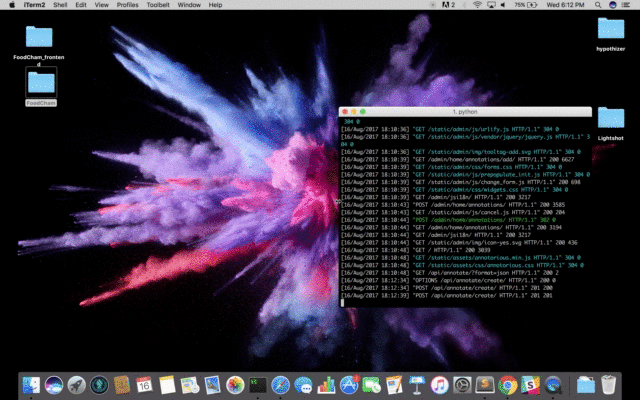 iTerm2 Shell Edit View Profiles Toolbelt Window Help
2 75% Wed 6:12 PM
FoodCham_fronten
d
FoodCham
hypothizer
Lightshot
1. python
304 0
[16/Aug/2017 18:10:36] "GET /static/admin/js/urlify.js HTTP/1.1" 304 0
[16/Aug/2017 18:10:36] "GET /static/admin/js/vendor/jquery/jquery.js HTTP/1.1" 3
04 0
[16/Aug/2017 18:10:36] "GET /static/admin/img/tooltag-add.svg HTTP/1.1" 304 0
[16/Aug/2017 18:10:39] "GET /admin/home/annotations/add/ HTTP/1.1" 200 6627
[16/Aug/2017 18:10:39] "GET /static/admin/css/forms.css HTTP/1.1" 304 0
[16/Aug/2017 18:10:39] "GET /static/admin/js/prepopulate_init.js HTTP/1.1" 304 0
[16/Aug/2017 18:10:39] "GET /static/admin/js/change_form.js HTTP/1.1" 200 698
[16/Aug/2017 18:10:39] "GET /static/admin/css/widgets.css HTTP/1.1" 304 0
[16/Aug/2017 18:10:39] "GET /admin/jsi18n/ HTTP/1.1" 200 3217
[16/Aug/2017 18:10:43] "POST /admin/home/annotations/ HTTP/1.1" 200 3585
[16/Aug/2017 18:10:43] "GET /static/admin/js/cancel.js HTTP/1.1" 200 204
[16/Aug/2017 18:10:44] "POST /admin/home/annotations/ HTTP/1.1" 302 0
[16/Aug/2017 18:10:44] "GET /admin/home/annotations/ HTTP/1.1" 200 3194
[16/Aug/2017 18:10:44] "GET /admin/jsi18n/ HTTP/1.1" 200 3217
[16/Aug/2017 18:10:44] "GET /static/admin/img/icon-yes.svg HTTP/1.1" 200 436
[16/Aug/2017 18:10:48] "GET / HTTP/1.1" 200 3039
[16/Aug/2017 18:10:48] "GET /static/assets/annotorious.min.js HTTP/1.1" 304 0
[16/Aug/2017 18:10:48] "GET /static/assets/css/annotorious.css HTTP/1.1" 304 0
[16/Aug/2017 18:10:48] "GET /api/annotate/?format=json HTTP/1.1" 200 2
[16/Aug/2017 18:12:34] "OPTIONS /api/annotate/create/ HTTP/1.1" 200 0
[16/Aug/2017 18:12:34] "POST /api/annotate/create/ HTTP/1.1" 201 200
[16/Aug/2017 18:12:39] "POST /api/annotate/create/ HTTP/1.1" 201 201
16